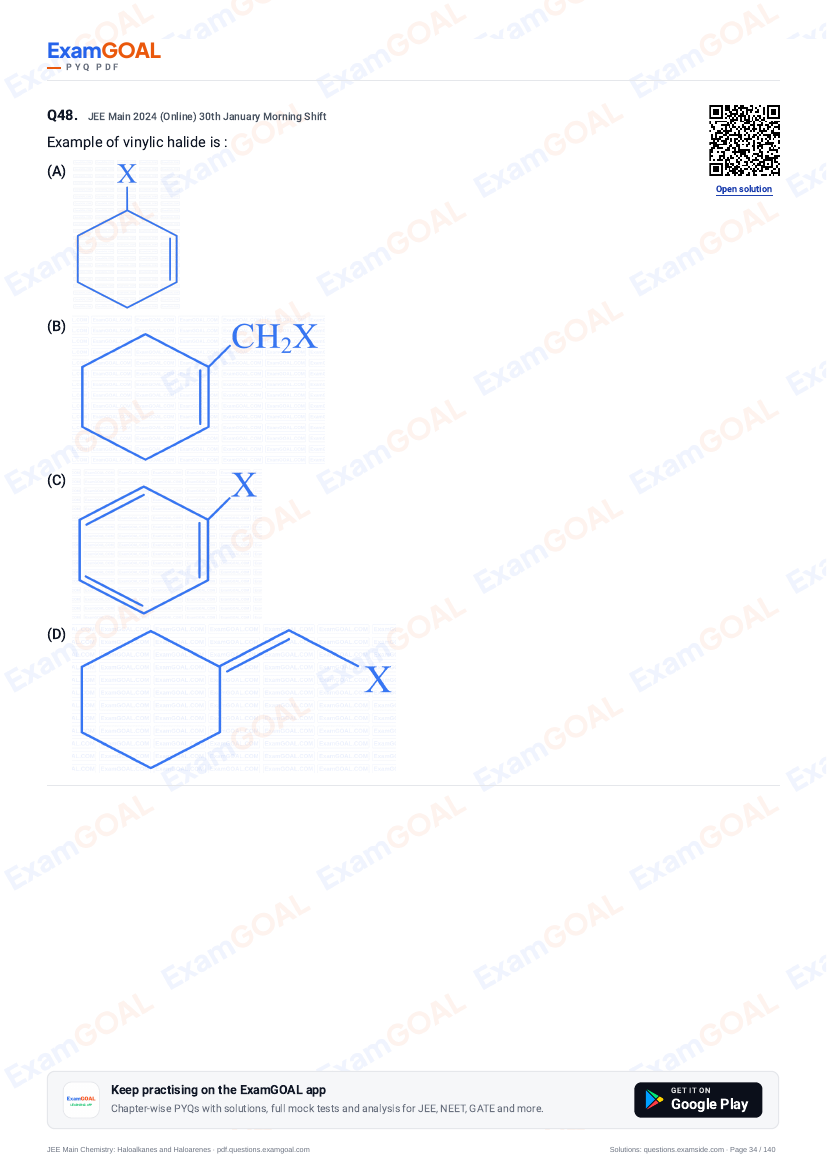 ExamGOAL
PYQ PDF
Q48. JEE Main 2024 (Online) 30th January Morning Shift
Example of vinylic halide is :
Open solution
(A)
X
(B)
CH₂X
(C)
X
(D)
X
Keep practising on the ExamGOAL app
Chapter-wise PYQs with solutions, full mock tests and analysis for JEE, NEET, GATE and more.
GET IT ON
Google Play
JEE Main Chemistry: Haloalkanes and Haloarenes · pdf.questions.examgoal.com
Solutions: questions.examside.com · Page 34 / 140